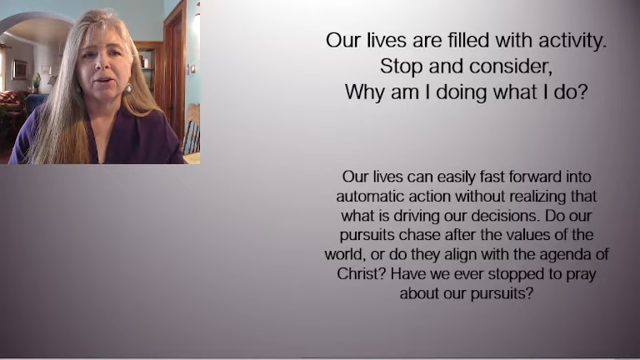 Our lives are filled with activity.
Stop and consider,
Why am I doing what I do?
Our lives can easily fast forward into
automatic action without realizing that
what is driving our decisions. Do our
pursuits chase after the values of the
world, or do they align with the agenda of
Christ? Have we ever stopped to pray
about our pursuits?